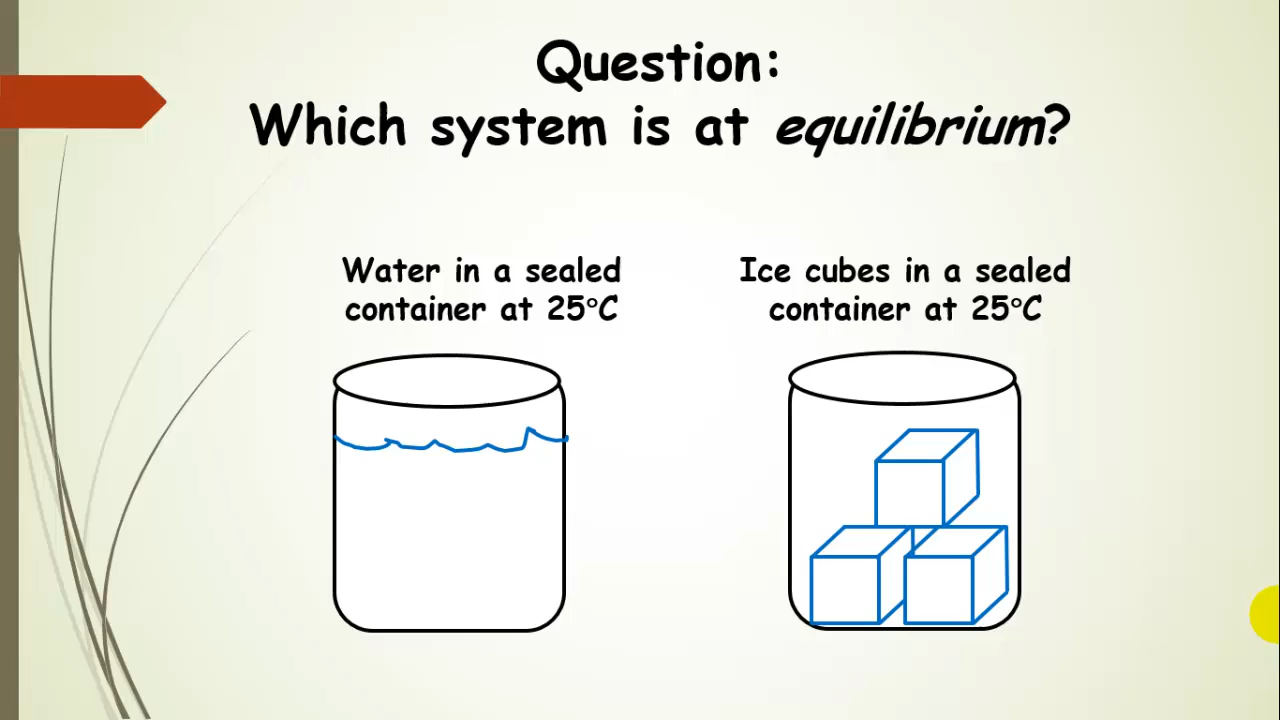 Question:
Which system is at equilibrium?
Water in a sealed
container at 25°C
Ice cubes in a sealed
container at 25°C